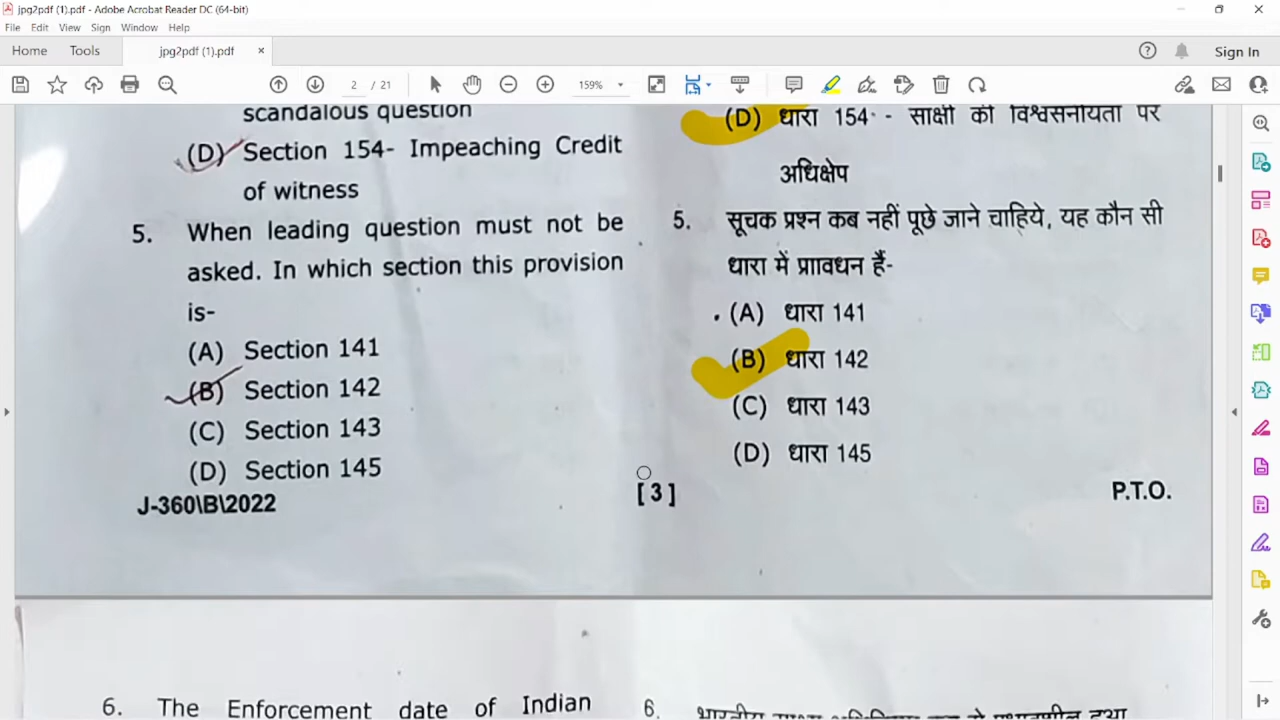 jpg2pdf (1).pdf - Adobe Acrobat Reader DC (64-bit)
File Edit View Sign Window Help
Home Tools jpg2pdf (1).pdf × Sign In
2 / 21 159%
scandalous question
(D) Section 154- Impeaching Credit
of witness
5. When leading question must not be
asked. In which section this provision
is-
(A) Section 141
(B) Section 142
(C) Section 143
(D) Section 145
J-360\B\2022
(D) धारा 154 - साक्षी की विश्वसनीयता पर
अधिक्षेप
5. सूचक प्रश्न कब नहीं पूछे जाने चाहिये, यह कौन सी
धारा में प्राावधन हैं-
(A) धारा 141
(B) धारा 142
(C) धारा 143
(D) धारा 145
[ 3 ]
P.T.O.
6. The Enforcement date of Indian
6.